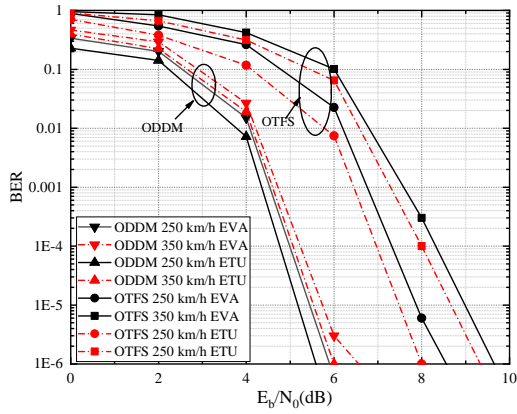 1
0.1
0.01
0.001
1E-4
1E-5
1E-6
BER
ODDM
OTFS
ODDM 250 km/h EVA
ODDM 350 km/h EVA
ODDM 250 km/h ETU
ODDM 350 km/h ETU
OTFS 250 km/h EVA
OTFS 350 km/h EVA
OTFS 250 km/h ETU
OTFS 250 km/h ETU
0 2 4 6 8 10
E_b/N_0(dB)